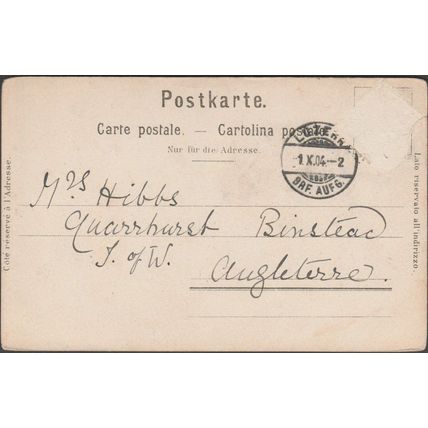 Postkarte.
Carte postale. — Cartolina postale.
Nur für die Adresse.
LUZERN
1.X.04.–2
BRF. AUFG.
Côté réservé à l'Adresse.
Lato riservato all'indirizzo.
Mrs Hibbs
Quarrhurst Binstead
I. of W.
Angleterre.